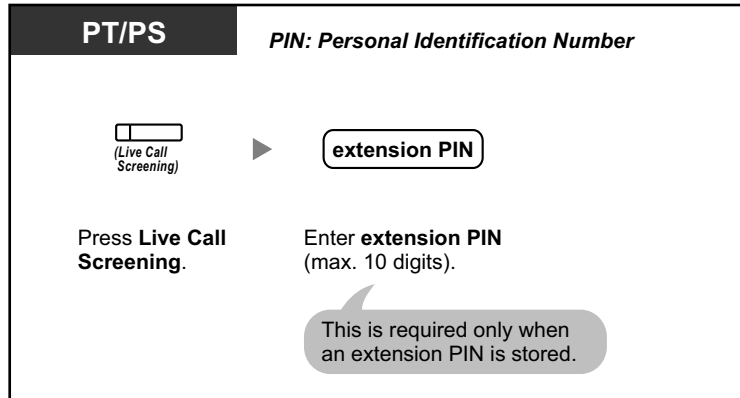 PT/PS
PIN: Personal Identification Number
(Live Call
Screening)
extension PIN
Press Live Call
Screening.
Enter extension PIN
(max. 10 digits).
This is required only when
an extension PIN is stored.